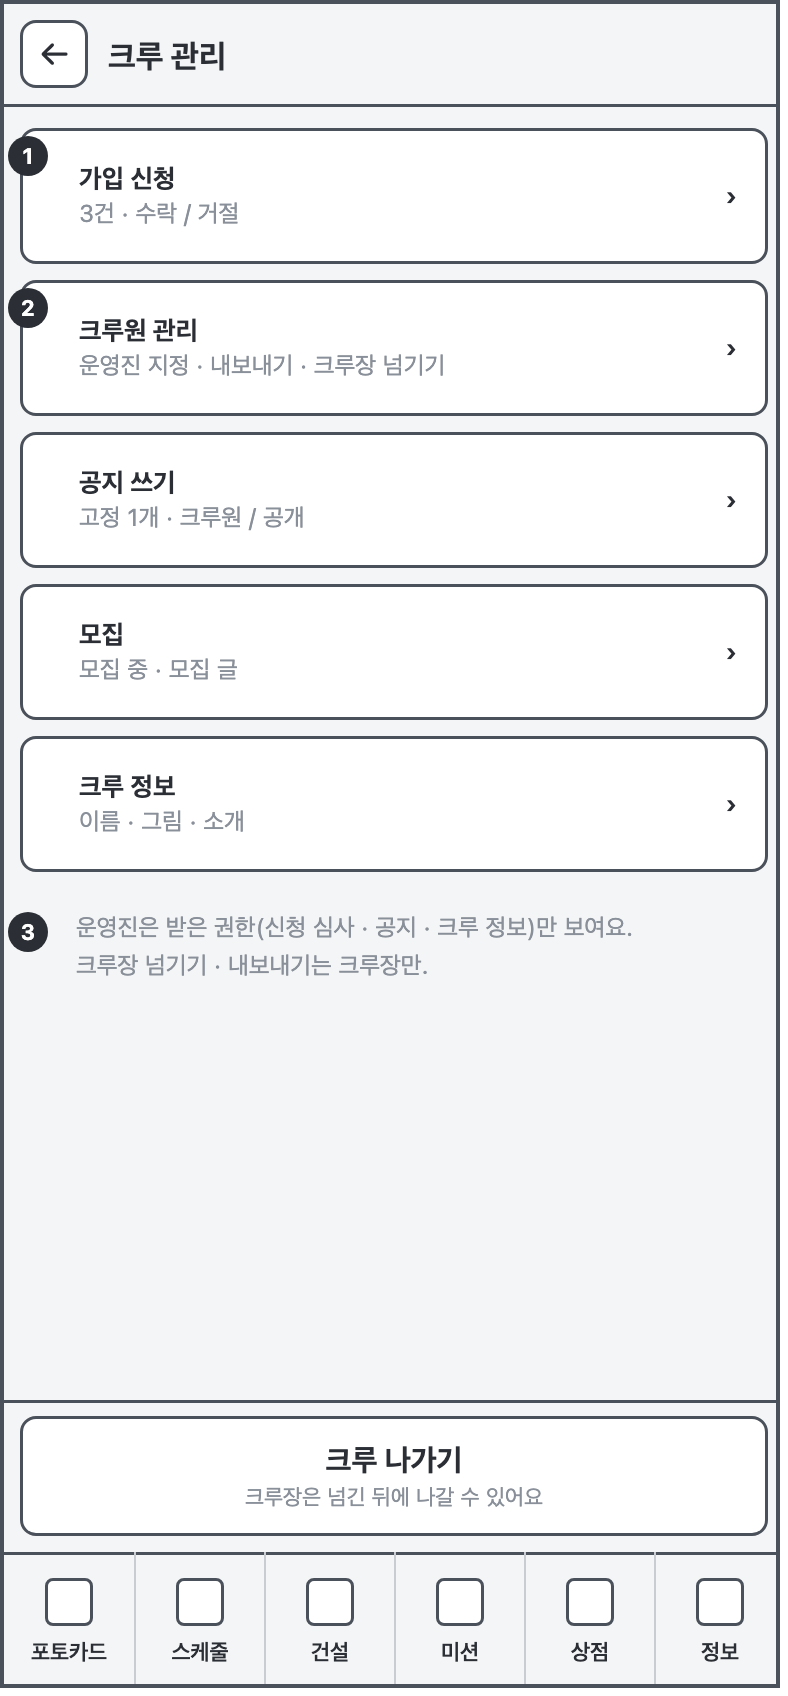 크루 관리
1
가입 신청
3건 · 수락 / 거절
›
2
크루원 관리
운영진 지정 · 내보내기 · 크루장 넘기기
›
공지 쓰기
고정 1개 · 크루원 / 공개
›
모집
모집 중 · 모집 글
›
크루 정보
이름 · 그림 · 소개
›
3
운영진은 받은 권한(신청 심사 · 공지 · 크루 정보)만 보여요.
크루장 넘기기 · 내보내기는 크루장만.
크루 나가기
크루장은 넘긴 뒤에 나갈 수 있어요
포토카드
스케줄
건설
미션
상점
정보